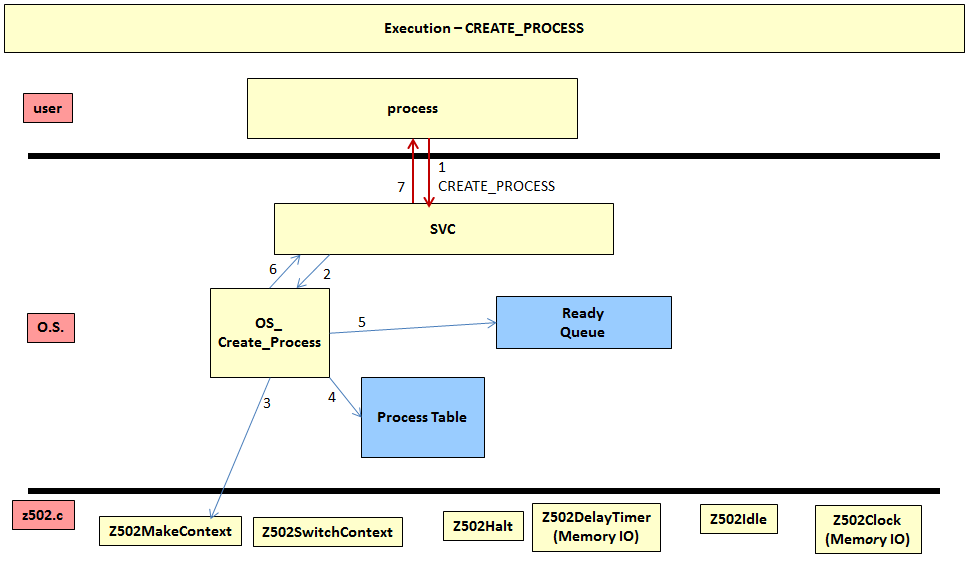 Execution – CREATE_PROCESS
user
process
1
7
CREATE_PROCESS
SVC
6
2
O.S.
OS_
Create_Process
5
Ready
Queue
3
4
Process Table
z502.c
Z502MakeContext
Z502SwitchContext
Z502Halt
Z502DelayTimer
(Memory IO)
Z502Idle
Z502Clock
(Memory IO)